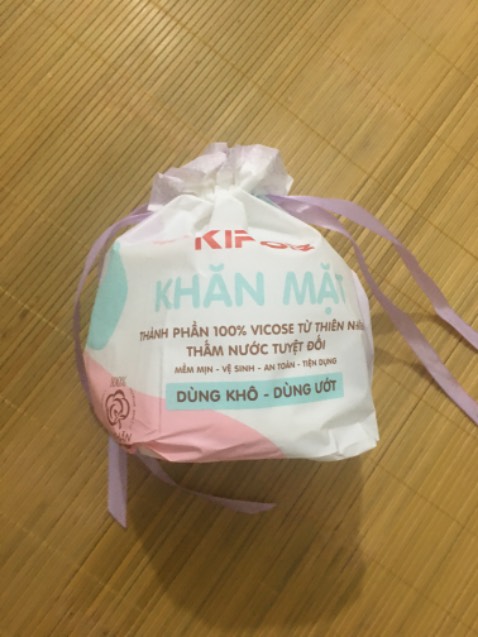 KHĂN MẶT
THÀNH PHẦN 100% VICOSE TỪ THIÊN NHIÊ
THẤM NƯỚC TUYỆT ĐỐI
MỀM MỊN - VỆ SINH - AN TOÀN - TIỆN DỤNG
DÙNG KHÔ - DÙNG ƯỚT